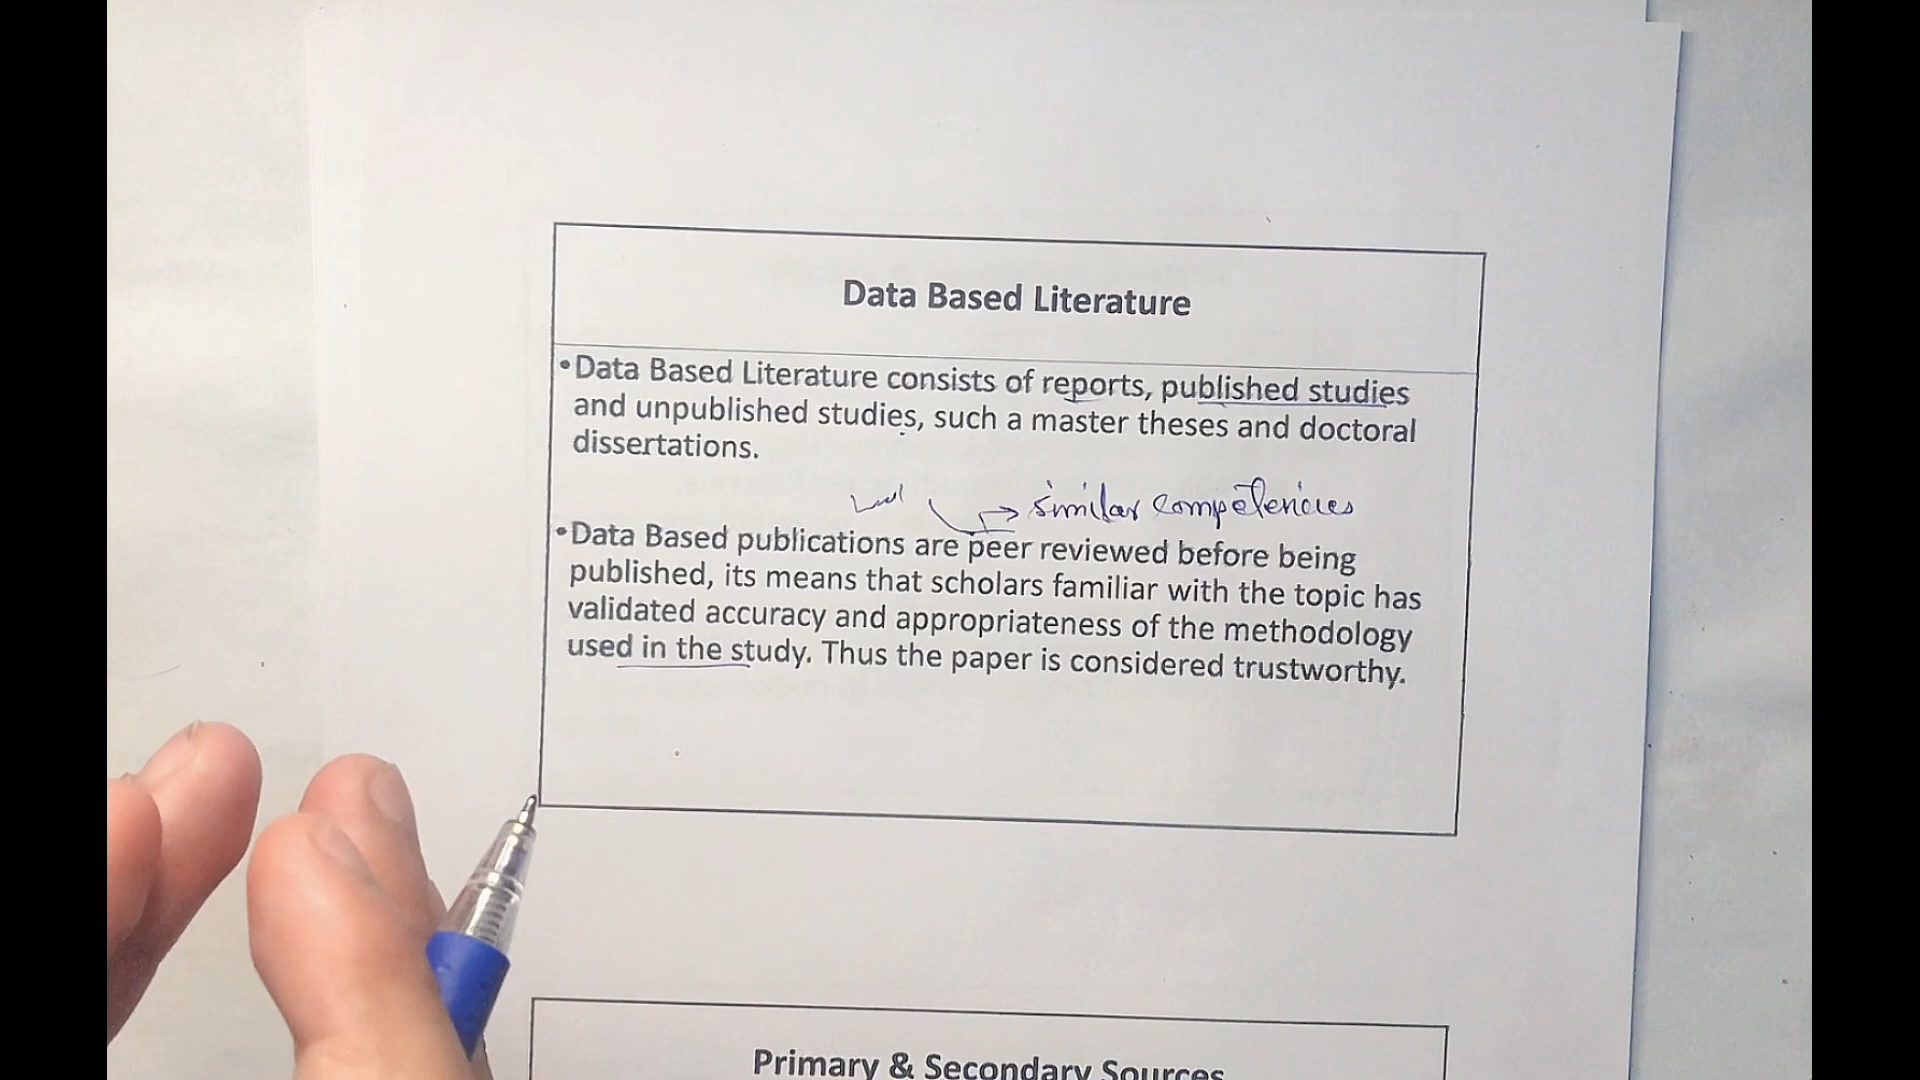 Data Based Literature
•Data Based Literature consists of reports, published studies
and unpublished studies, such a master theses and doctoral
dissertations.
→ similar competencies
•Data Based publications are peer reviewed before being
published, its means that scholars familiar with the topic has
validated accuracy and appropriateness of the methodology
used in the study. Thus the paper is considered trustworthy.
Primary & Secondary Sources